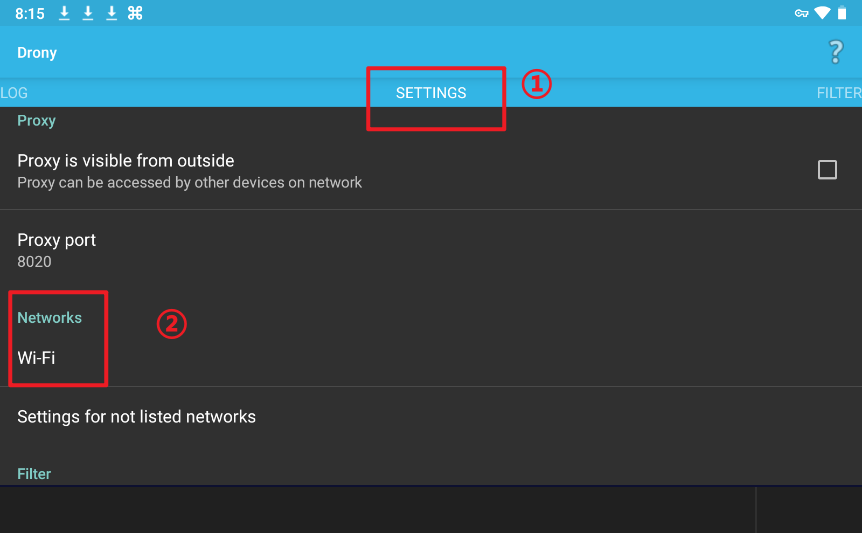 8:15
Drony
?
LOG SETTINGS FILTER
①
Proxy
Proxy is visible from outside
Proxy can be accessed by other devices on network
Proxy port
8020
Networks
②
Wi-Fi
Settings for not listed networks
Filter